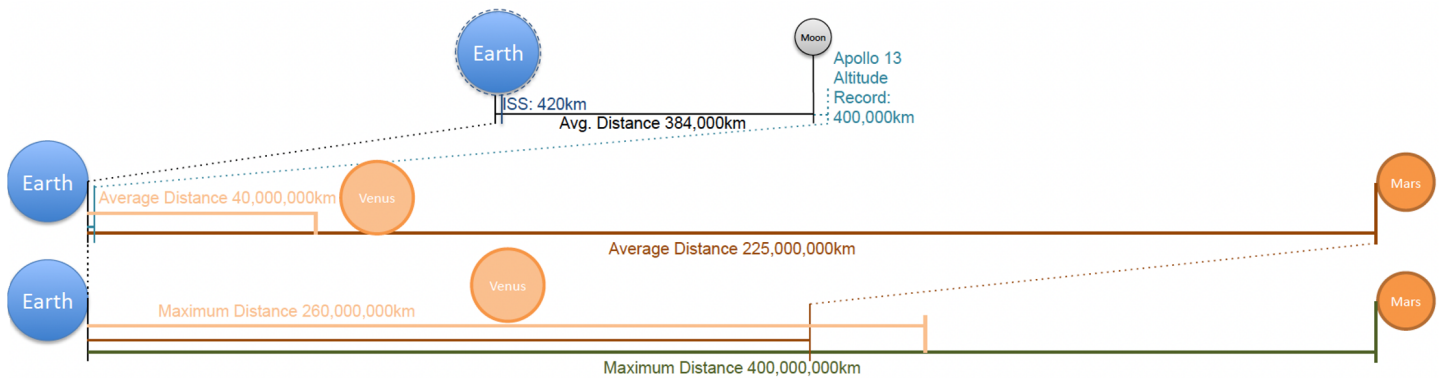 Earth
Moon
Apollo 13
Altitude
Record:
400,000km
ISS: 420km
Avg. Distance 384,000km
Earth
Average Distance 40,000,000km
Venus
Mars
Average Distance 225,000,000km
Earth
Venus
Mars
Maximum Distance 260,000,000km
Maximum Distance 400,000,000km